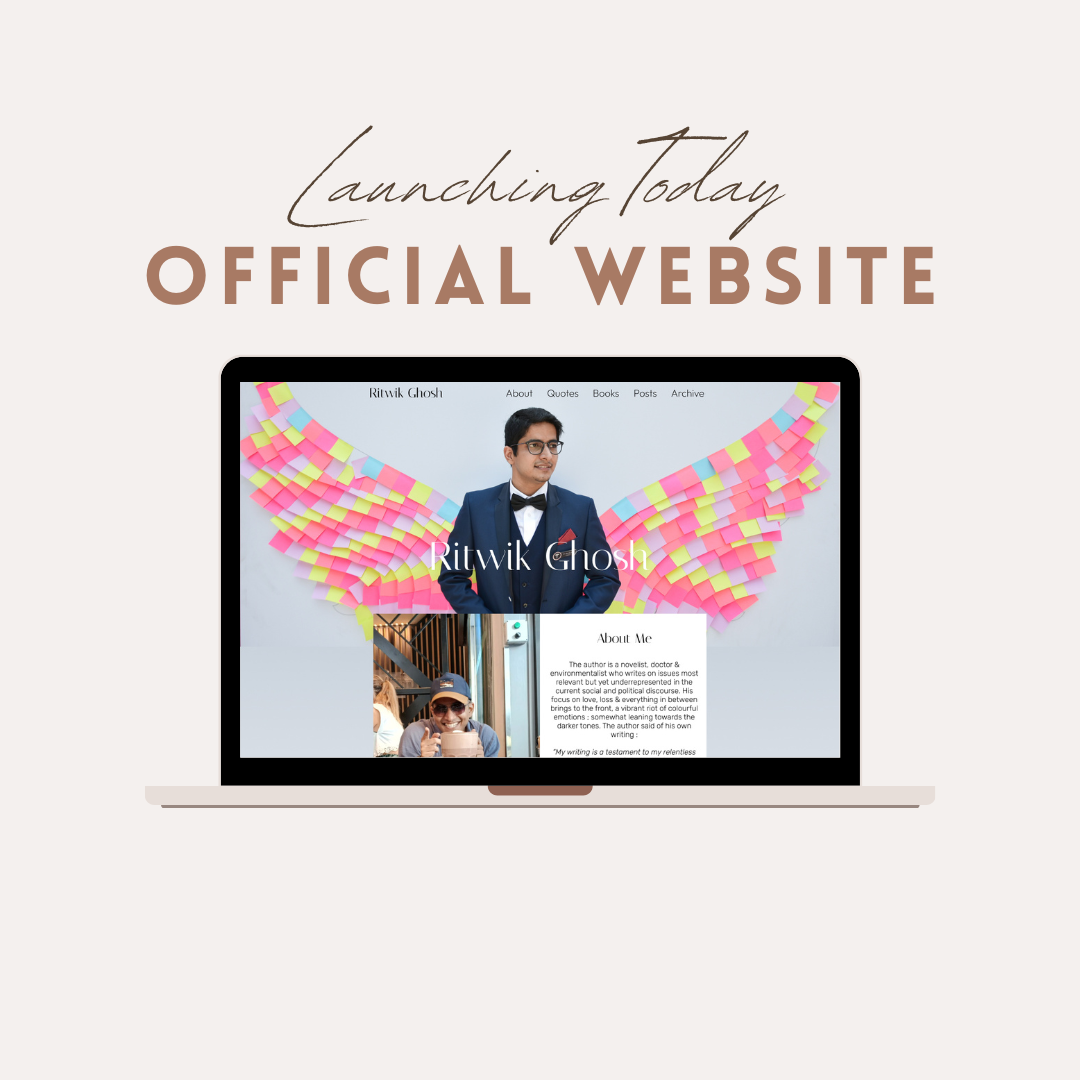 Launching Today
OFFICIAL WEBSITE
Ritwik Ghosh About Quotes Books Posts Archive
Ritwik Ghosh
About Me
The author is a novelist, doctor &
environmentalist who writes on issues most
relevant but yet underrepresented in the
current social and political discourse. His
focus on love, loss & everything in between
brings to the front, a vibrant riot of colourful
emotions : somewhat leaning towards the
darker tones. The author said of his own
writing :
"My writing is a testament to my relentless